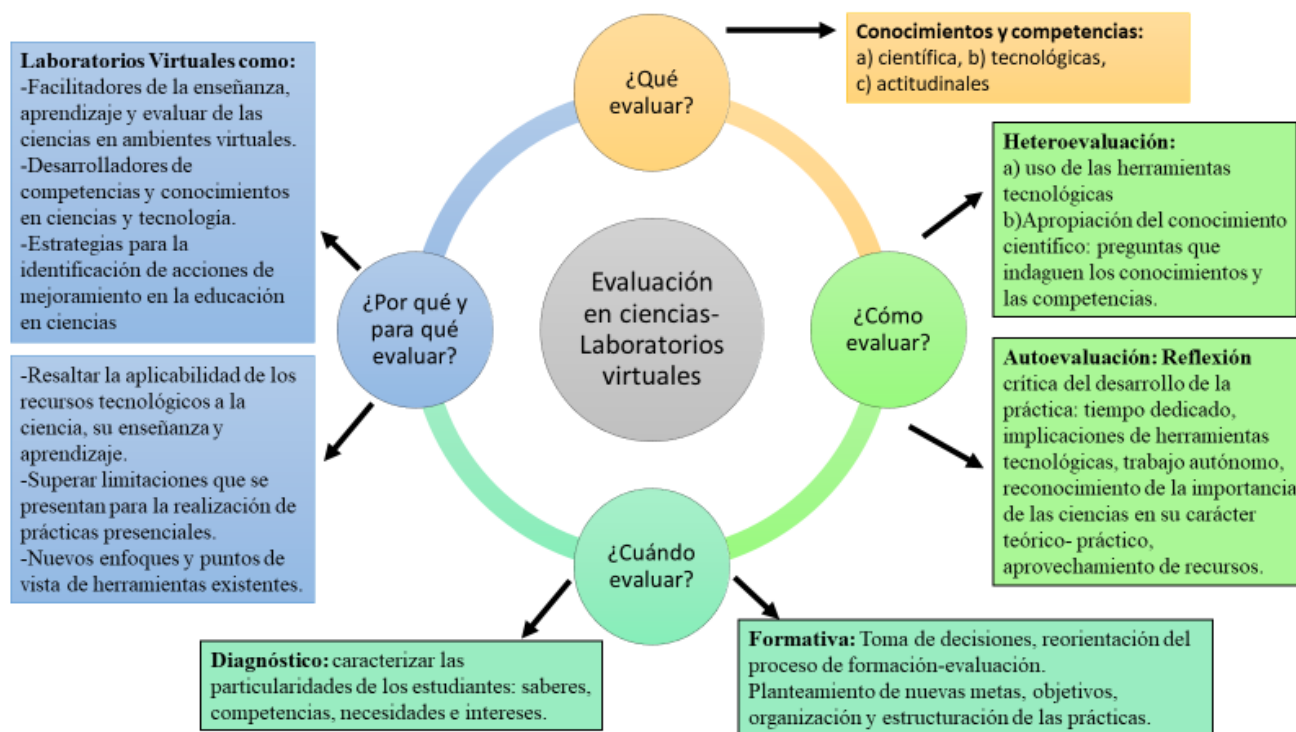 Laboratorios Virtuales como:
-Facilitadores de la enseñanza,
aprendizaje y evaluar de las
ciencias en ambientes virtuales.
-Desarrolladores de
competencias y conocimientos
en ciencias y tecnología.
-Estrategias para la
identificación de acciones de
mejoramiento en la educación
en ciencias
-Resaltar la aplicabilidad de los
recursos tecnológicos a la
ciencia, su enseñanza y
aprendizaje.
-Superar limitaciones que se
presentan para la realización de
prácticas presenciales.
-Nuevos enfoques y puntos de
vista de herramientas existentes.
¿Por qué y
para qué
evaluar?
¿Qué
evaluar?
Conocimientos y competencias:
a) científica, b) tecnológicas,
c) actitudinales
Evaluación
en ciencias-
Laboratorios
virtuales
¿Cómo
evaluar?
Heteroevaluación:
a) uso de las herramientas
tecnológicas
b)Apropiación del conocimiento
científico: preguntas que
indaguen los conocimientos y
las competencias.
Autoevaluación: Reflexión
crítica del desarrollo de la
práctica: tiempo dedicado,
implicaciones de herramientas
tecnológicas, trabajo autónomo,
reconocimiento de la importancia
de las ciencias en su carácter
teórico- práctico,
aprovechamiento de recursos.
¿Cuándo
evaluar?
Diagnóstico: caracterizar las
particularidades de los estudiantes: saberes,
competencias, necesidades e intereses.
Formativa: Toma de decisiones, reorientación del
proceso de formación-evaluación.
Planteamiento de nuevas metas, objetivos,
organización y estructuración de las prácticas.